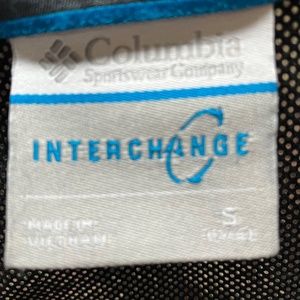 Columbia
Sportswear Company
INTERCHANGE
S
MADE IN
VIETNAM